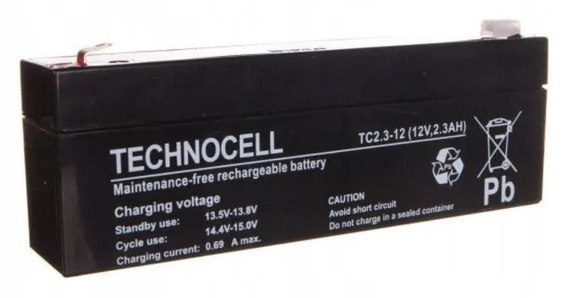 TC2.3-12 (12V,2.3AH)
TECHNOCELL
Maintenance-free rechargeable battery
Charging voltage
Standby use: 13.5V-13.8V
Cycle use: 14.4V-15.0V
Charging current: 0.69 A max.
CAUTION
Avoid short circuit
Do not charge in a sealed container
Pb
Pb